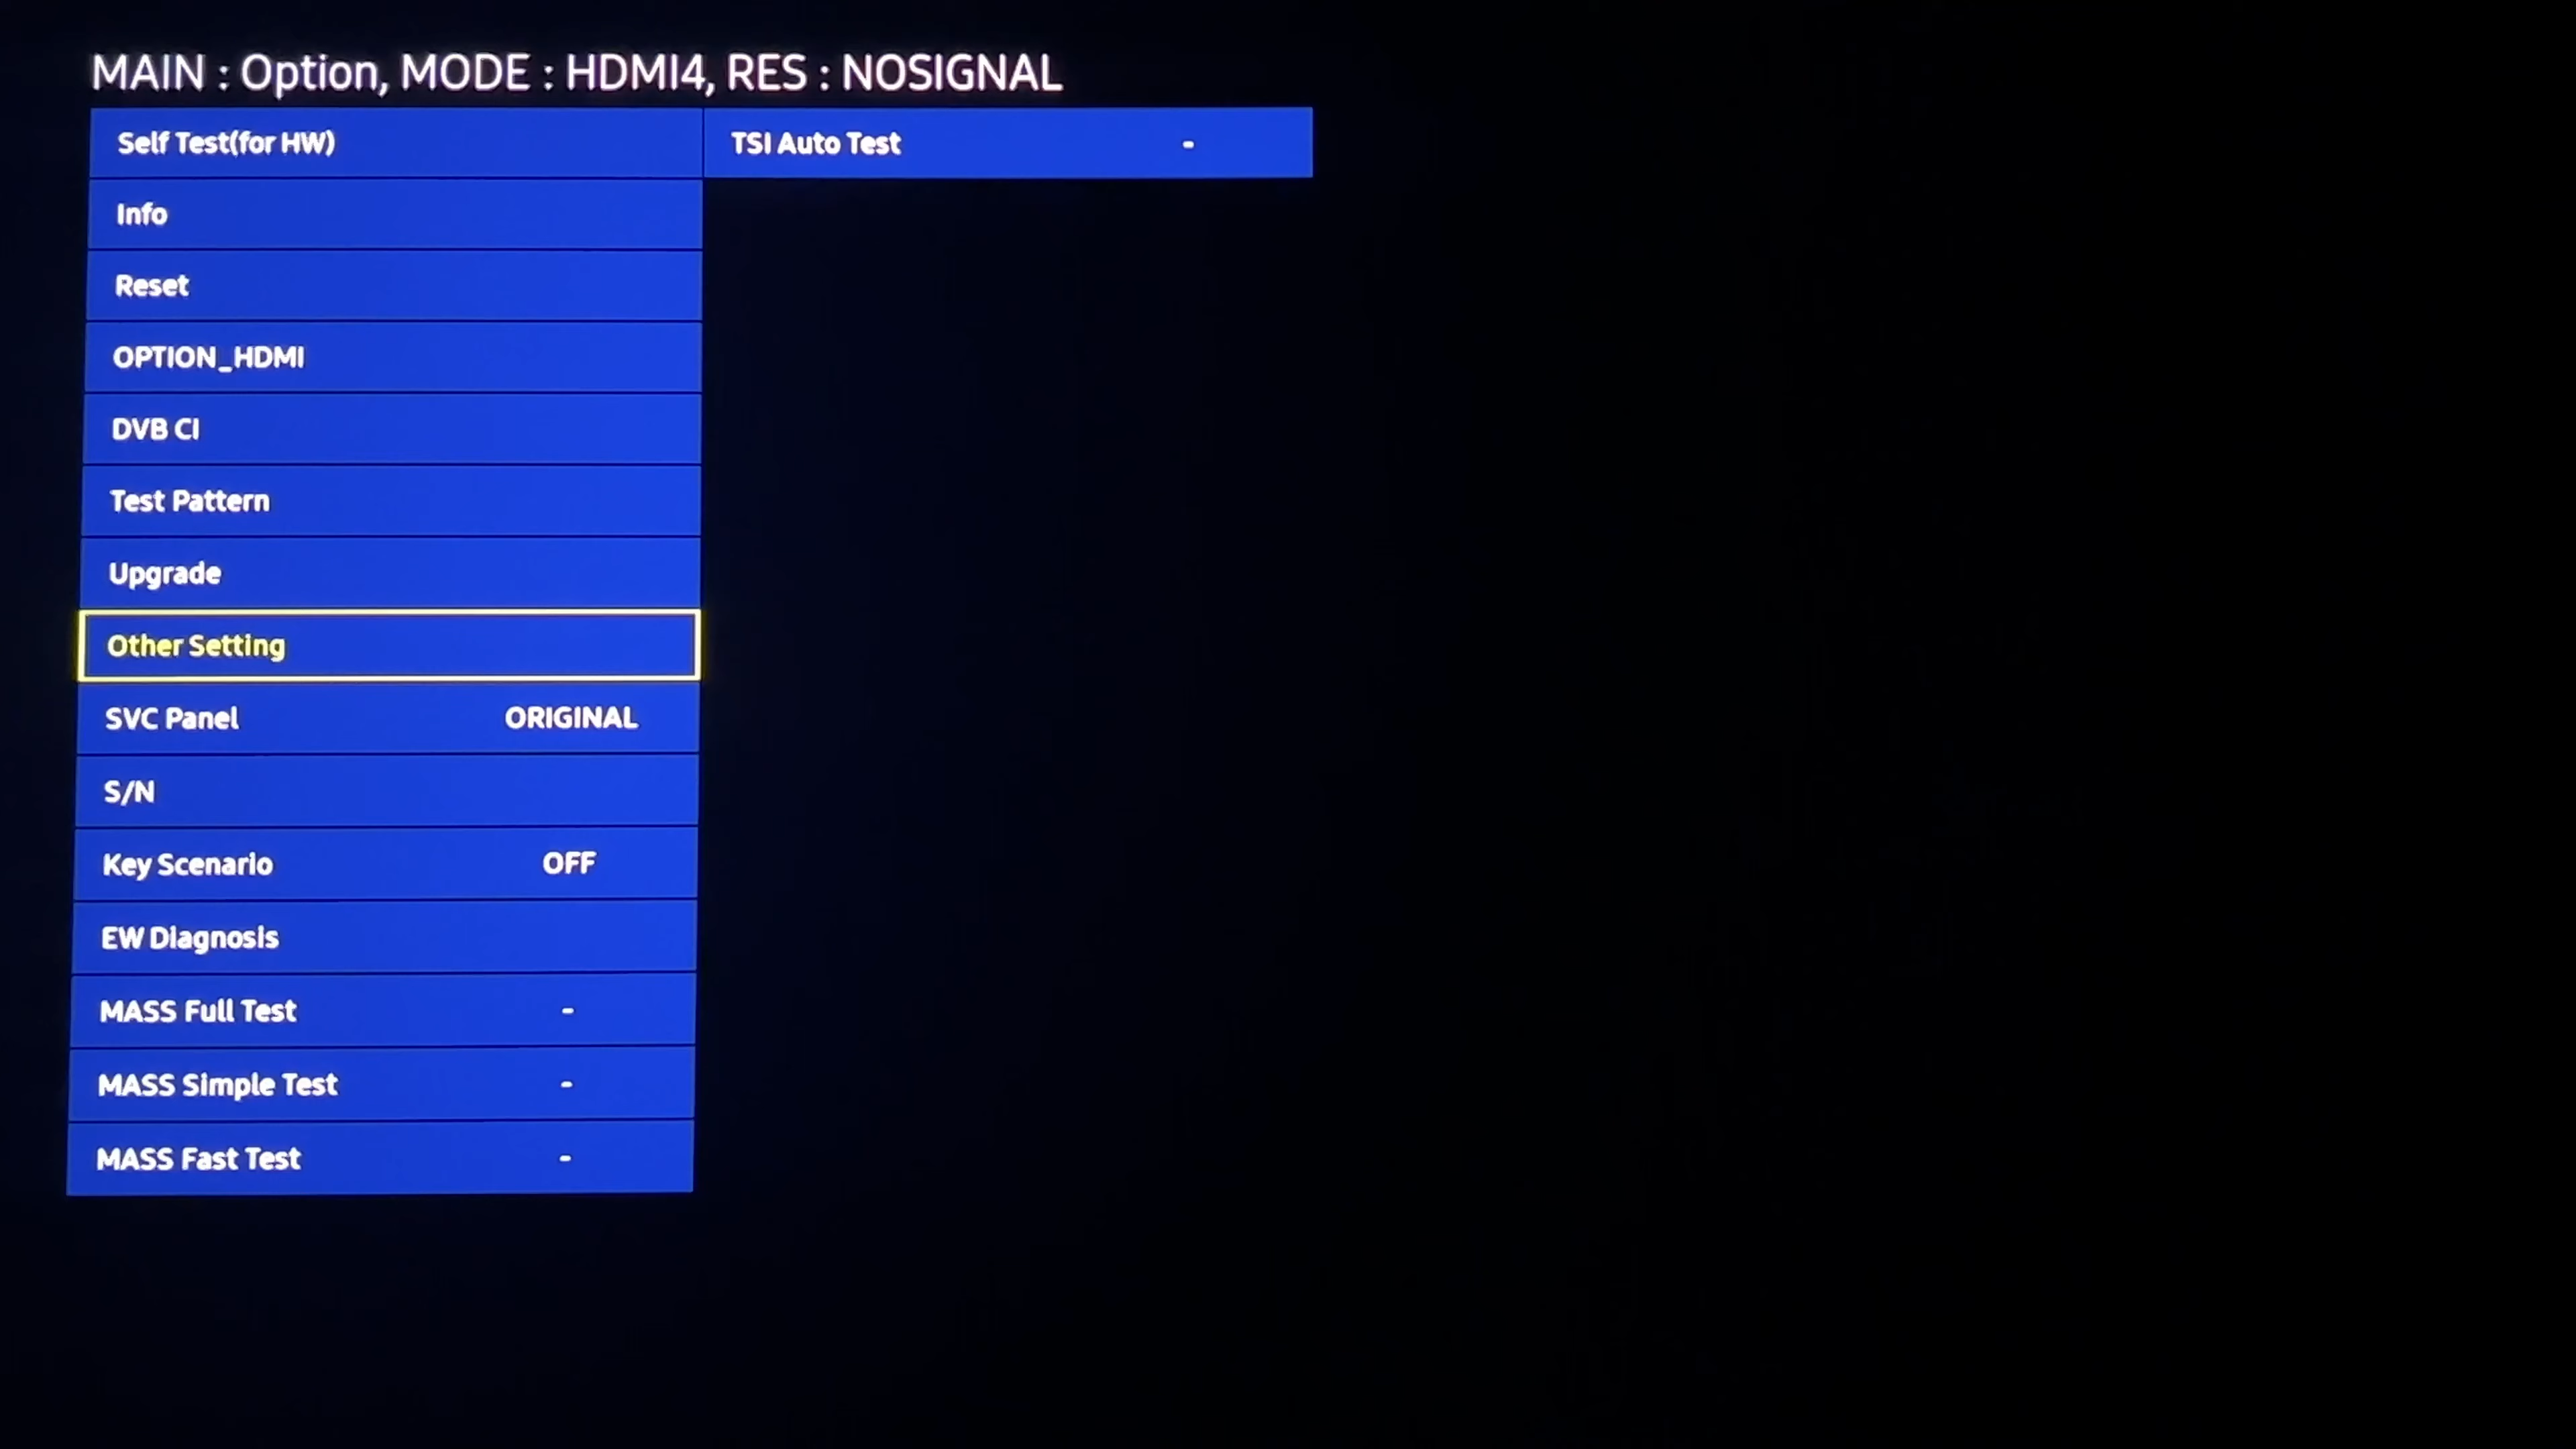 MAIN : Option, MODE : HDMI4, RES : NOSIGNAL
Self Test(for HW)
TSI Auto Test -
Info
Reset
OPTION_HDMI
DVB CI
Test Pattern
Upgrade
Other Setting
SVC Panel ORIGINAL
S/N
Key Scenario OFF
EW Diagnosis
MASS Full Test -
MASS Simple Test -
MASS Fast Test -